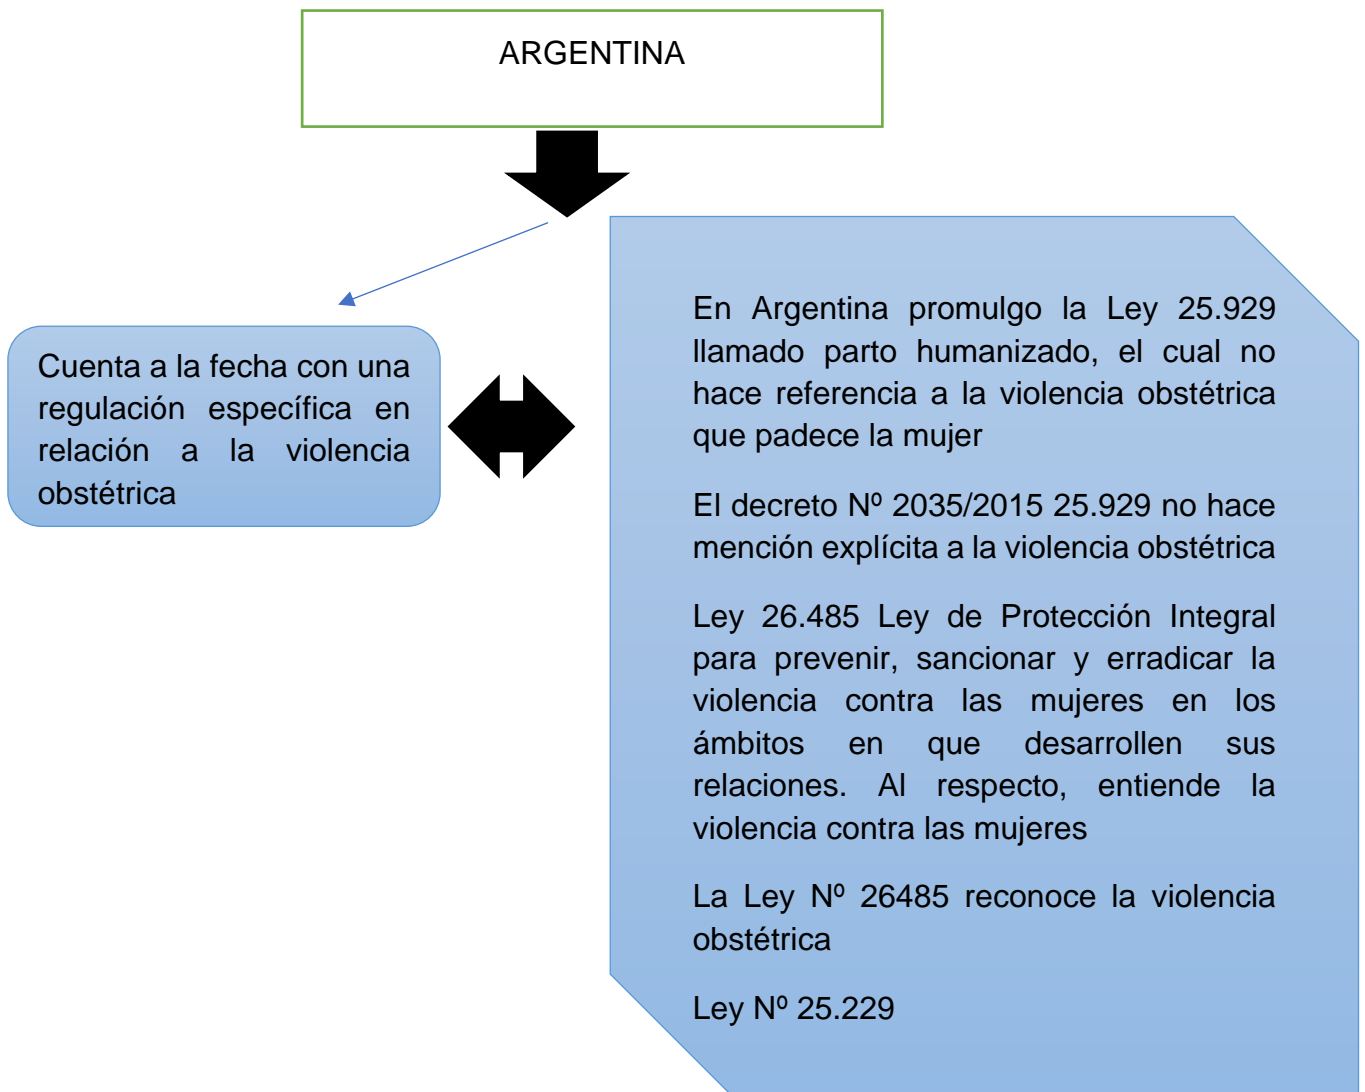 ARGENTINA
Cuenta a la fecha con una
regulación específica en
relación a la violencia
obstétrica
En Argentina promulgo la Ley 25.929
llamado parto humanizado, el cual no
hace referencia a la violencia obstétrica
que padece la mujer
El decreto Nº 2035/2015 25.929 no hace
mención explícita a la violencia obstétrica
Ley 26.485 Ley de Protección Integral
para prevenir, sancionar y erradicar la
violencia contra las mujeres en los
ámbitos en que desarrollen sus
relaciones. Al respecto, entiende la
violencia contra las mujeres
La Ley Nº 26485 reconoce la violencia
obstétrica
Ley Nº 25.229